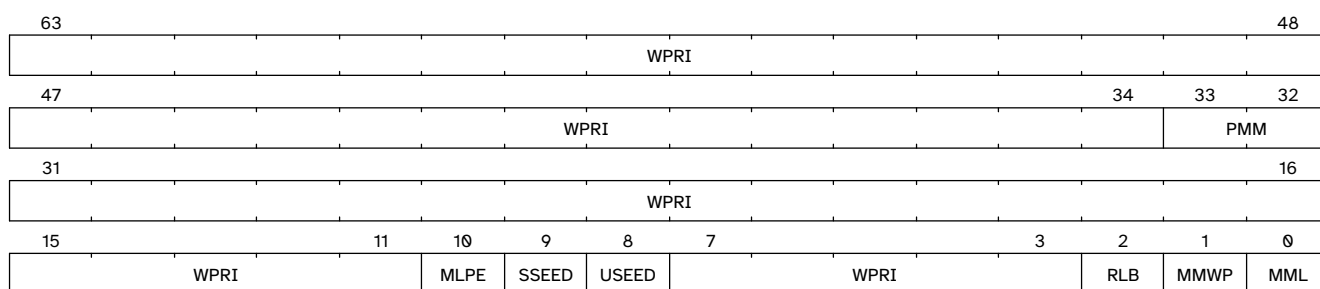 63 48
WPRI
47 34 33 32
WPRI PMM
31 16
WPRI
15 11 10 9 8 7 3 2 1 0
WPRI MLPE SSEED USEED WPRI RLB MMWP MML